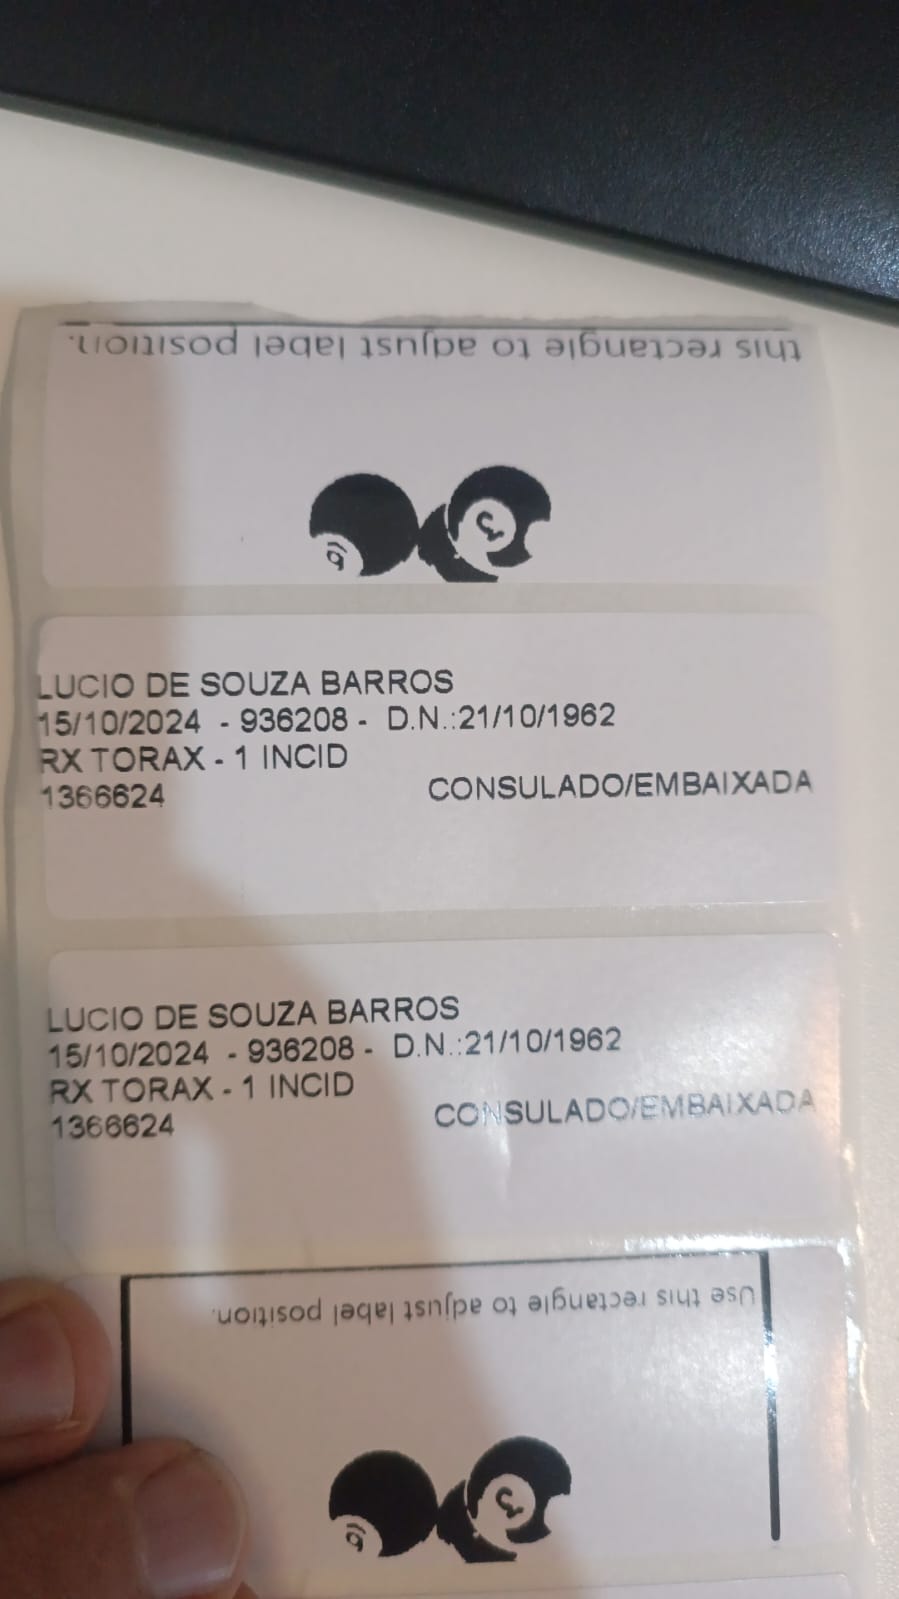 this rectangle to adjust label position.
6 3
LUCIO DE SOUZA BARROS
15/10/2024 - 936208 - D.N.:21/10/1962
RX TORAX - 1 INCID
1366624 CONSULADO/EMBAIXADA
LUCIO DE SOUZA BARROS
15/10/2024 - 936208 - D.N.:21/10/1962
RX TORAX - 1 INCID
1366624 CONSULADO/EMBAIXADA
Use this rectangle to adjust label position.
6 3